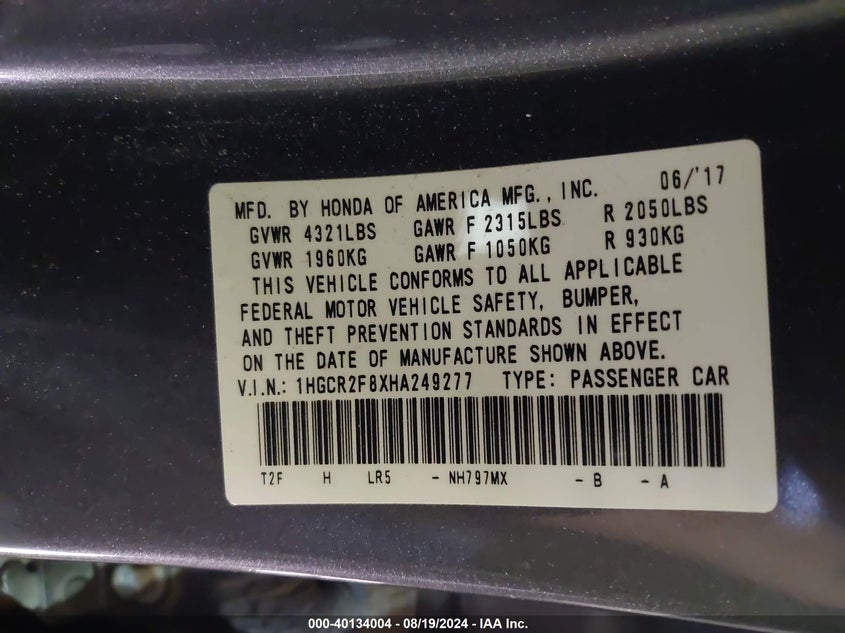 MFD. BY HONDA OF AMERICA MFG., INC. 06/'17
GVWR 4321LBS GAWR F 2315LBS R 2050LBS
GVWR 1960KG GAWR F 1050KG R 930KG
THIS VEHICLE CONFORMS TO ALL APPLICABLE
FEDERAL MOTOR VEHICLE SAFETY, BUMPER,
AND THEFT PREVENTION STANDARDS IN EFFECT
ON THE DATE OF MANUFACTURE SHOWN ABOVE.
V.I.N.: 1HGCR2F8XHA249277 TYPE: PASSENGER CAR
T2F H LR5 - NH797MX - B - A
000-40134004 - 08/19/2024 - IAA Inc.